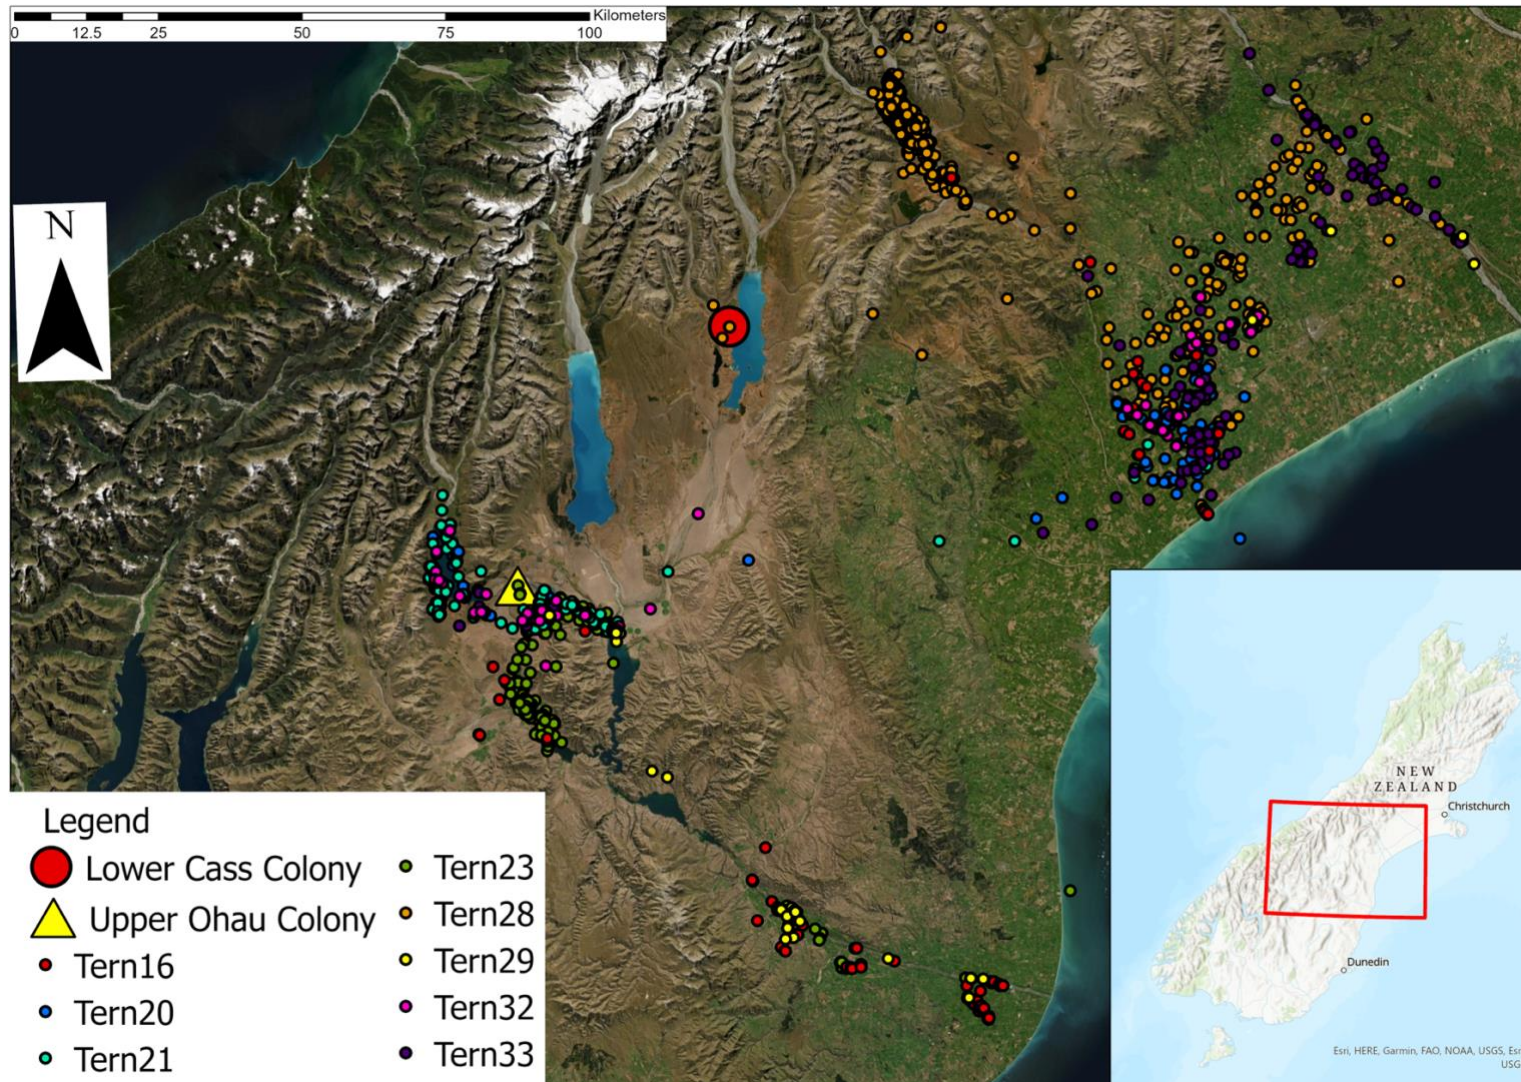 Kilometers
0 12.5 25 50 75 100
N
NEW
ZEALAND
Christchurch
Dunedin
Esri, HERE, Garmin, FAO, NOAA, USGS,
USG
Legend
Lower Cass Colony
Upper Ohau Colony
Tern16
Tern20
Tern21
Tern23
Tern28
Tern29
Tern32
Tern33